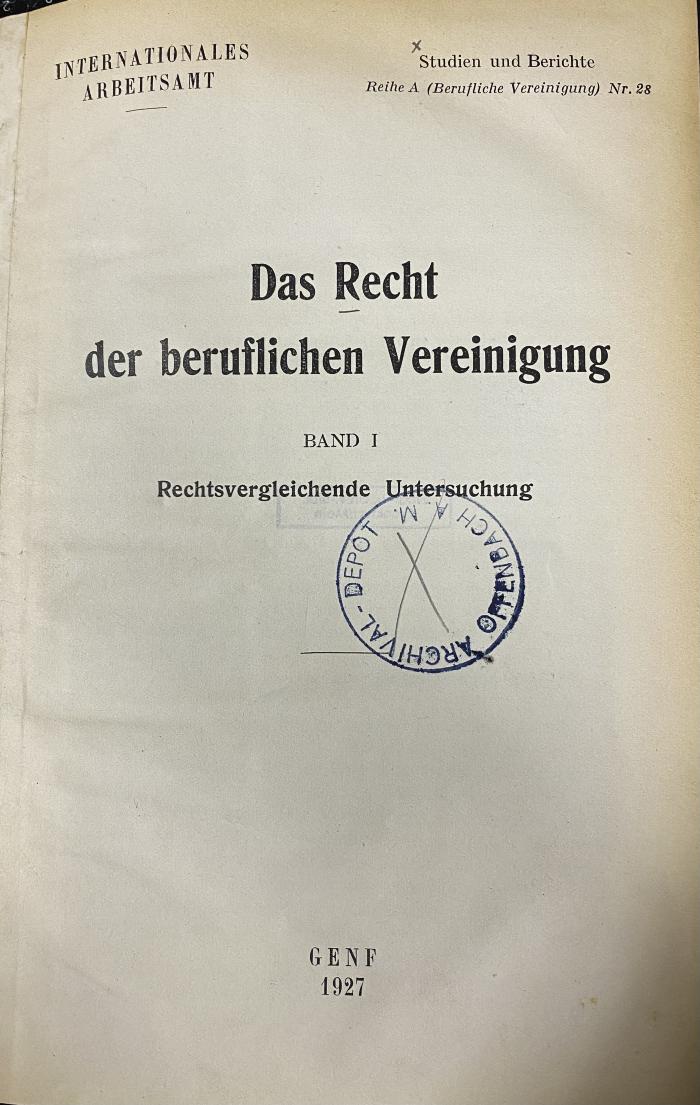 INTERNATIONALES
ARBEITSAMT
Studien und Berichte
Reihe A (Berufliche Vereinigung) Nr. 28
Das Recht
der beruflichen Vereinigung
BAND I
Rechtsvergleichende Untersuchung
ARCHIVAL-DEPOT OFFENBACH A. M.
GENF
1927